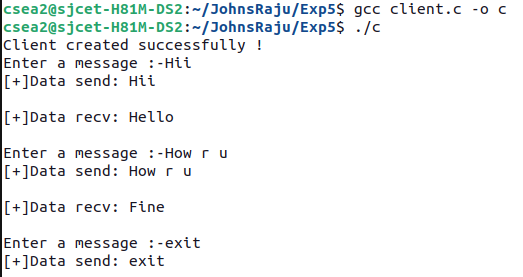 csea2@sjcet-H81M-DS2:~/JohnsRaju/Exp5$ gcc client.c -o c
csea2@sjcet-H81M-DS2:~/JohnsRaju/Exp5$ ./c
Client created successfully !
Enter a message :-Hii
[+]Data send: Hii
[+]Data recv: Hello
Enter a message :-How r u
[+]Data send: How r u
[+]Data recv: Fine
Enter a message :-exit
[+]Data send: exit